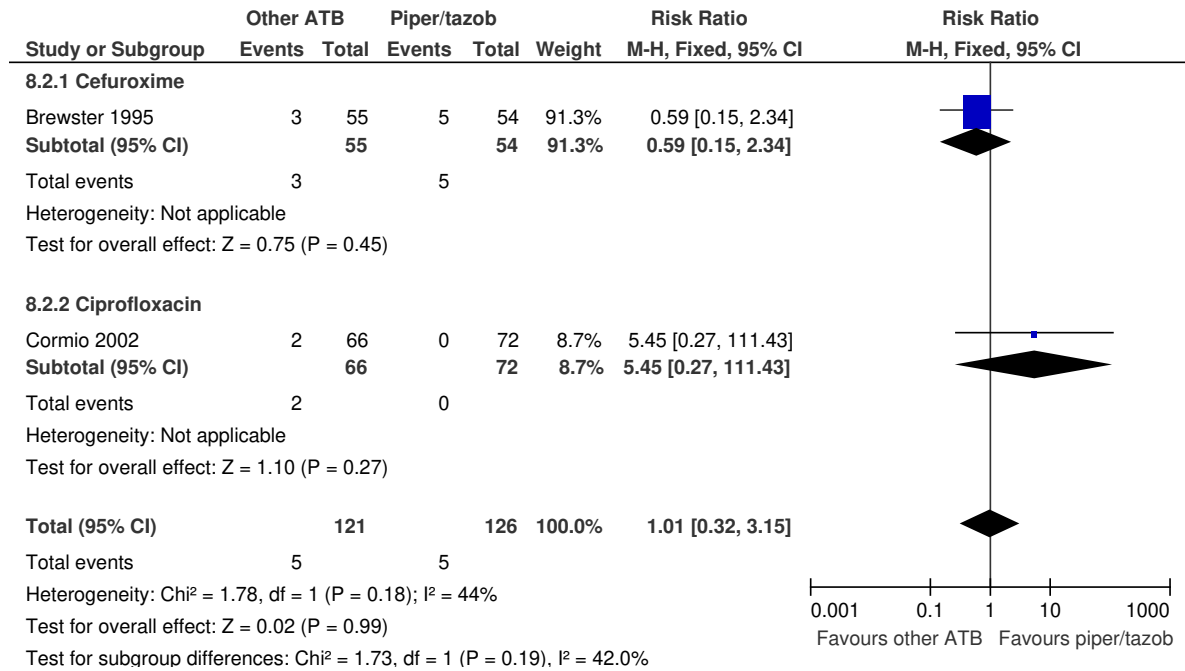 Other ATB Piper/tazob Risk Ratio Risk Ratio
Study or Subgroup Events Total Events Total Weight M-H, Fixed, 95% CI M-H, Fixed, 95% CI
8.2.1 Cefuroxime
Brewster 1995 3 55 5 54 91.3% 0.59 [0.15, 2.34]
Subtotal (95% CI) 55 54 91.3% 0.59 [0.15, 2.34]
Total events 3 5
Heterogeneity: Not applicable
Test for overall effect: Z = 0.75 (P = 0.45)
8.2.2 Ciprofloxacin
Cormio 2002 2 66 0 72 8.7% 5.45 [0.27, 111.43]
Subtotal (95% CI) 66 72 8.7% 5.45 [0.27, 111.43]
Total events 2 0
Heterogeneity: Not applicable
Test for overall effect: Z = 1.10 (P = 0.27)
Total (95% CI) 121 126 100.0% 1.01 [0.32, 3.15]
Total events 5 5
Heterogeneity: Chi² = 1.78, df = 1 (P = 0.18); I² = 44%
Test for overall effect: Z = 0.02 (P = 0.99)
Test for subgroup differences: Chi² = 1.73, df = 1 (P = 0.19), I² = 42.0%
0.001 0.1 1 10 1000
Favours other ATB Favours piper/tazob